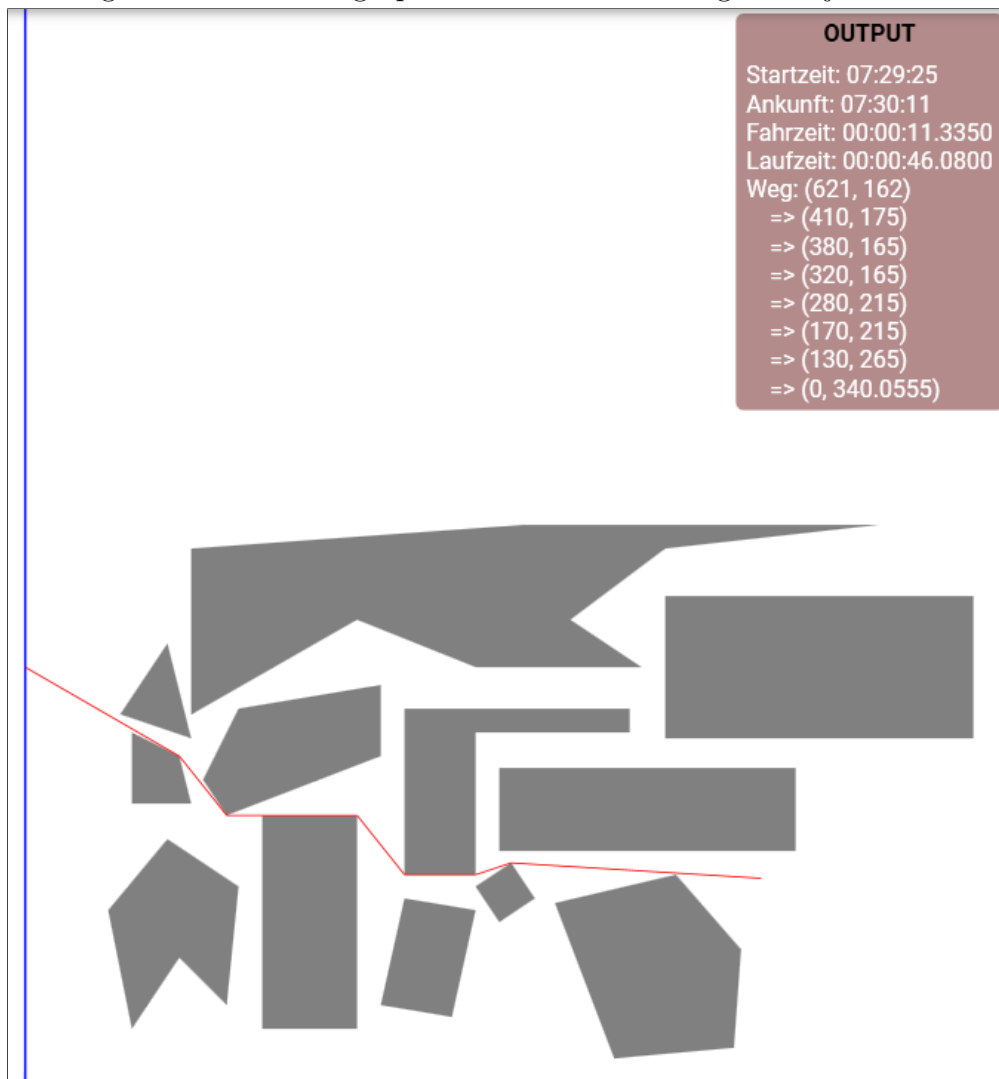 OUTPUT
Startzeit: 07:29:25
Ankunft: 07:30:11
Fahrzeit: 00:00:11.3350
Laufzeit: 00:00:46.0800
Weg: (621, 162)
=> (410, 175)
=> (380, 165)
=> (320, 165)
=> (280, 215)
=> (170, 215)
=> (130, 265)
=> (0, 340.0555)